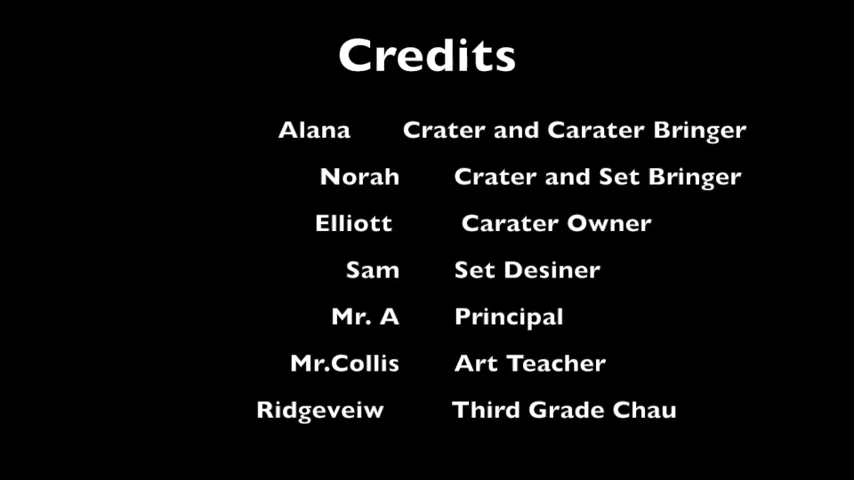 Credits
Alana Crater and Carater Bringer
Norah Crater and Set Bringer
Elliott Carater Owner
Sam Set Desiner
Mr. A Principal
Mr.Collis Art Teacher
Ridgeveiw Third Grade Chau